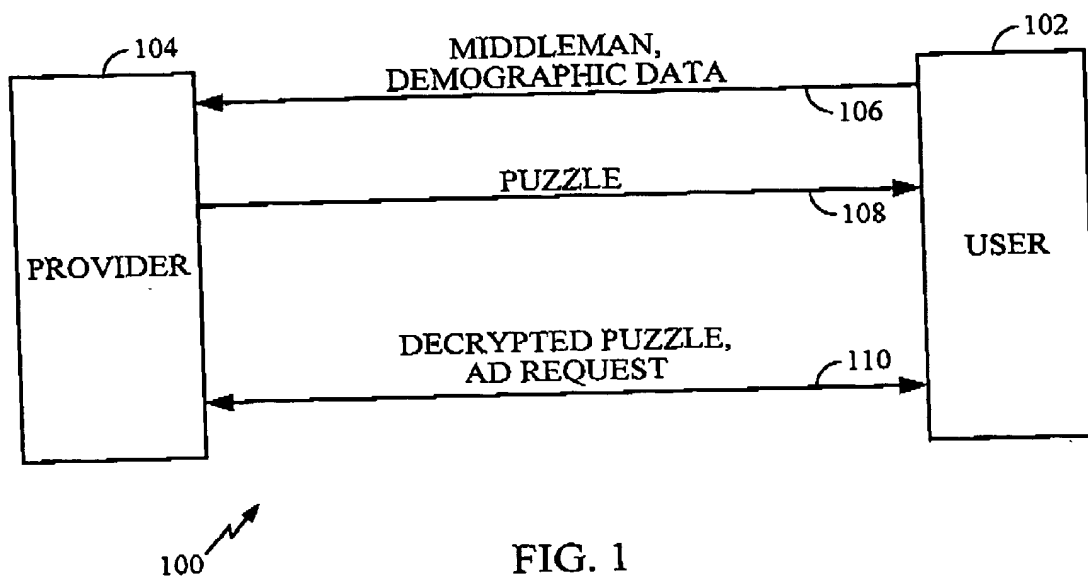 104
102
MIDDLEMAN,
DEMOGRAPHIC DATA
106
PUZZLE
108
PROVIDER
USER
DECRYPTED PUZZLE,
AD REQUEST
110
100
FIG. 1